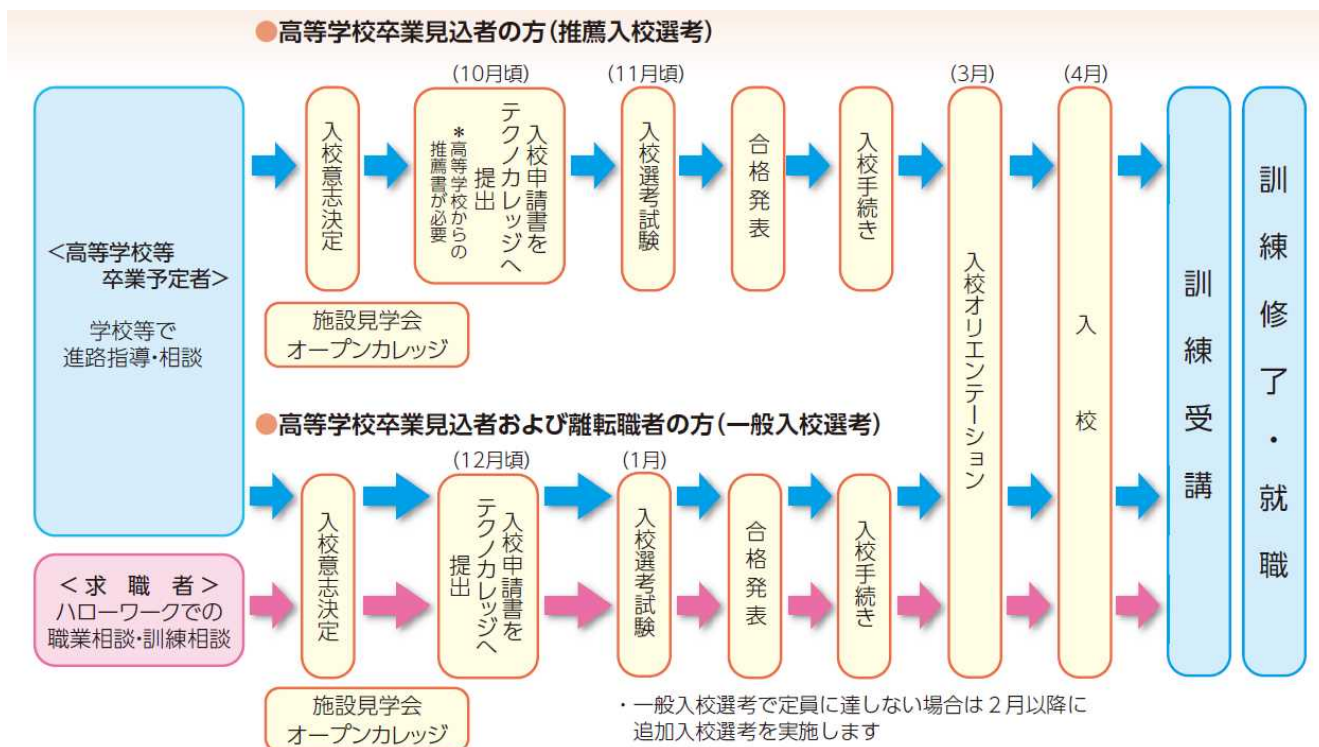 ●高等学校卒業見込者の方(推薦入校選考)
(10月頃)
(11月頃)
(3月)
(4月)
<高等学校等
卒業予定者>
学校等で
進路指導・相談
入校意志決定
入校申請書を
テクノカレッジへ
提出
*高等学校からの
推薦書が必要
入校選考試験
合格発表
入校手続き
入校オリエンテーション
入校
訓練受講
訓練修了・就職
施設見学会
オープンカレッジ
●高等学校卒業見込者および離転職者の方(一般入校選考)
(12月頃)
(1月)
<求職者>
ハローワークでの
職業相談・訓練相談
入校意志決定
入校申請書を
テクノカレッジへ
提出
入校選考試験
合格発表
入校手続き
施設見学会
オープンカレッジ
・一般入校選考で定員に達しない場合は2月以降に
追加入校選考を実施します